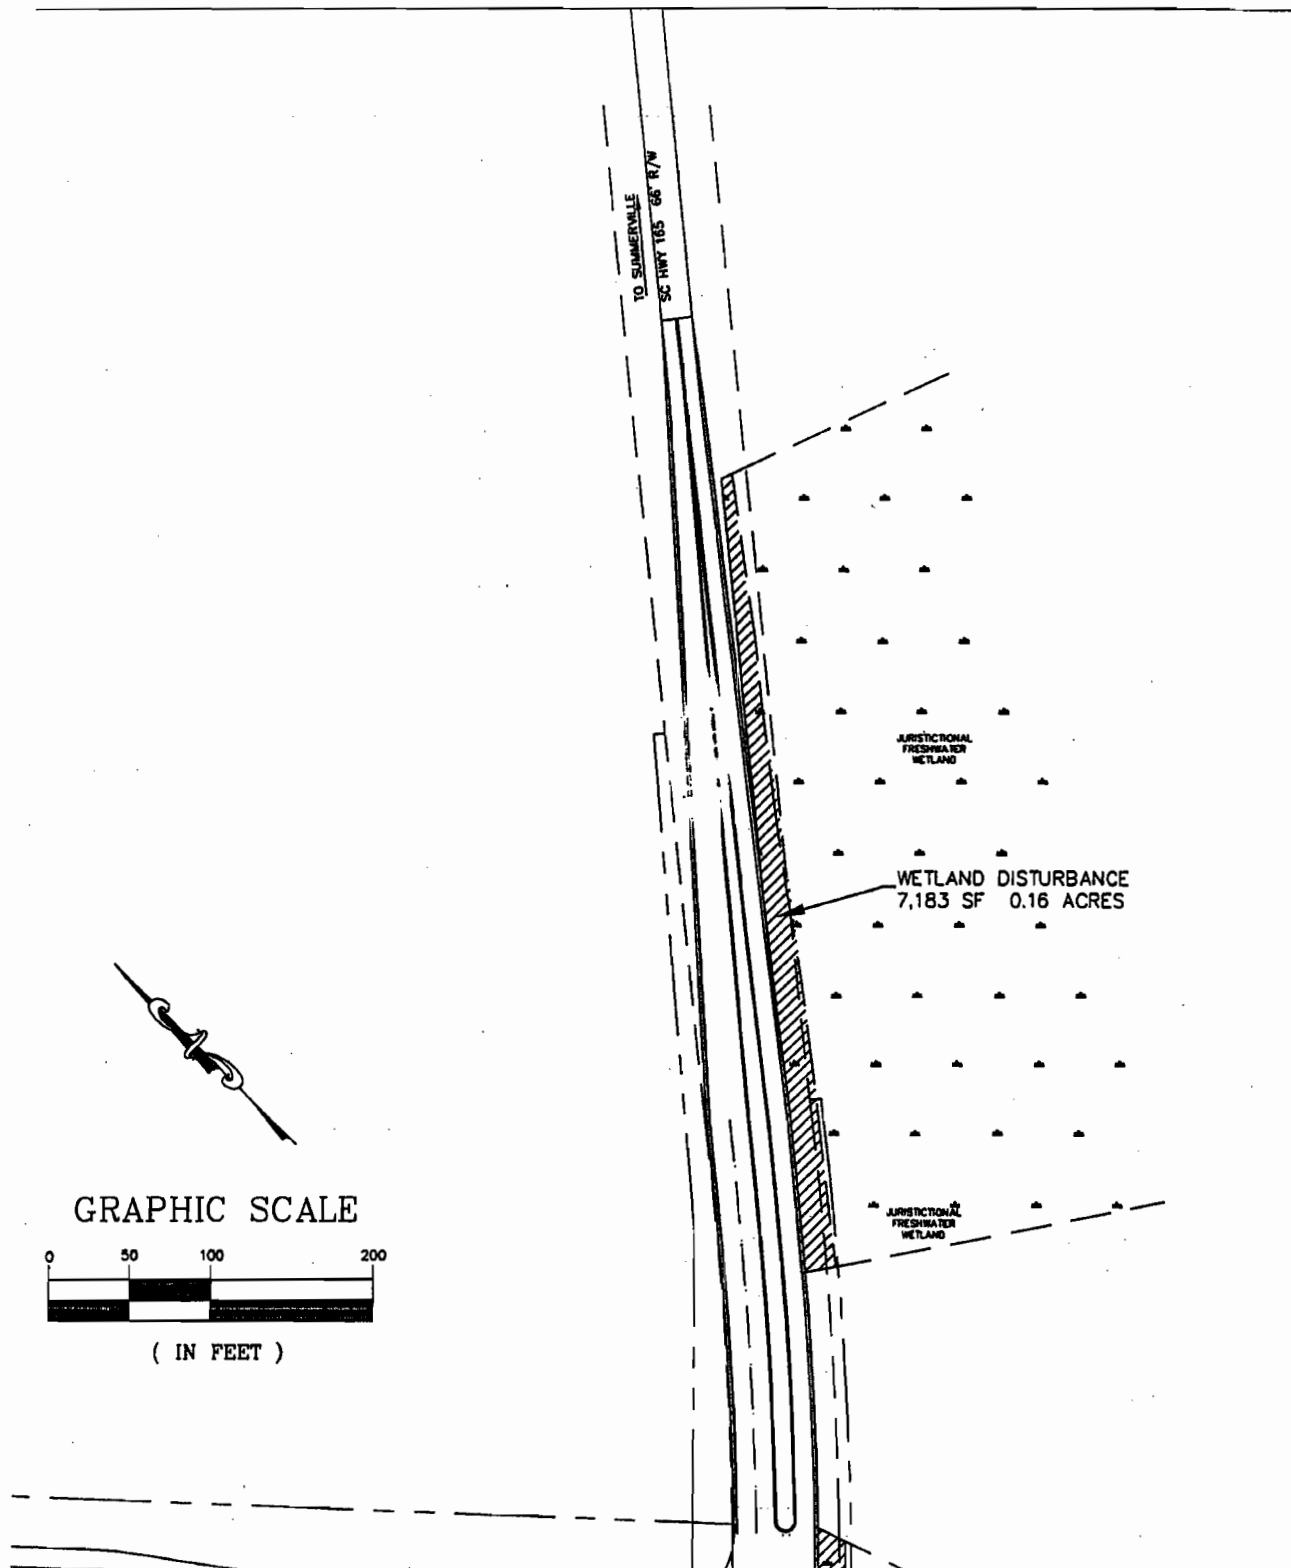 TO SUMMERVILLE
SC HWY 165 66' R/W
JURISTICTIONAL
FRESHWATER
WETLAND
WETLAND DISTURBANCE
7,183 SF 0.16 ACRES
JURISTICTIONAL
FRESHWATER
WETLAND
GRAPHIC SCALE
0 50 100 200
( IN FEET )